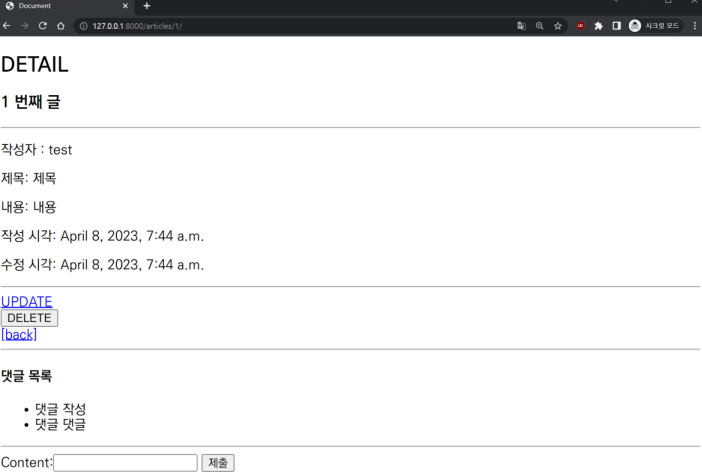 Document
127.0.0.1:8000/articles/1/
시크릿 모드
DETAIL
1 번째 글
작성자 : test
제목: 제목
내용: 내용
작성 시각: April 8, 2023, 7:44 a.m.
수정 시각: April 8, 2023, 7:44 a.m.
UPDATE
DELETE
[back]
댓글 목록
댓글 작성
댓글 댓글
Content: 제출